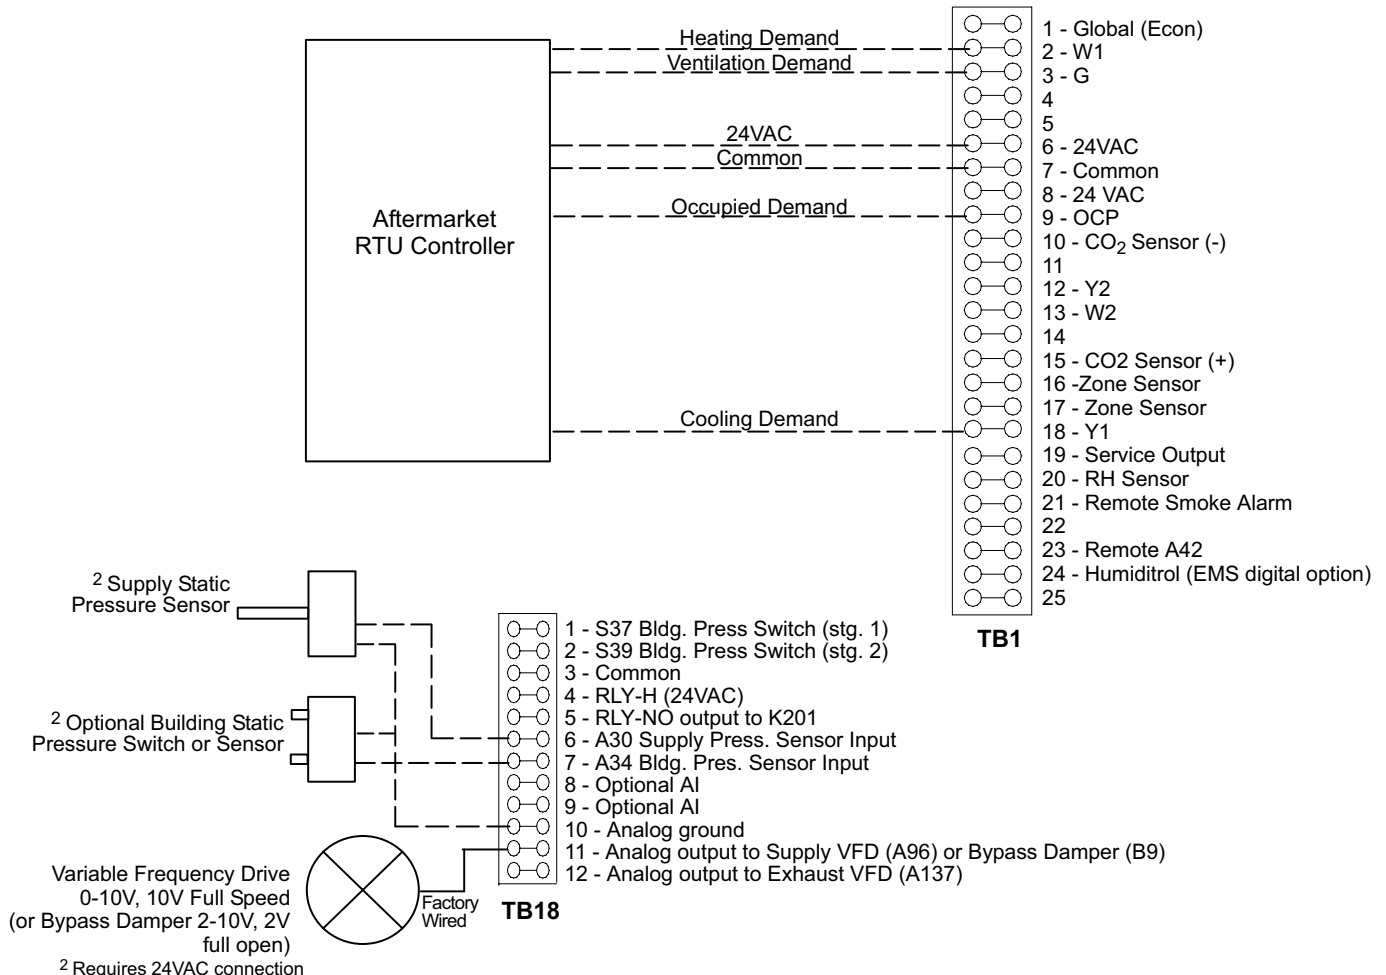 Heating Demand
Ventilation Demand
24VAC
Common
Occupied Demand
Cooling Demand
Aftermarket
RTU Controller
1 - Global (Econ)
2 - W1
3 - G
4
5
6 - 24VAC
7 - Common
8 - 24 VAC
9 - OCP
10 - CO2 Sensor (-)
11
12 - Y2
13 - W2
14
15 - CO2 Sensor (+)
16 -Zone Sensor
17 - Zone Sensor
18 - Y1
19 - Service Output
20 - RH Sensor
21 - Remote Smoke Alarm
22
23 - Remote A42
24 - Humiditrol (EMS digital option)
25
TB1
2 Supply Static
Pressure Sensor
2 Optional Building Static
Pressure Switch or Sensor
1 - S37 Bldg. Press Switch (stg. 1)
2 - S39 Bldg. Press Switch (stg. 2)
3 - Common
4 - RLY-H (24VAC)
5 - RLY-NO output to K201
6 - A30 Supply Press. Sensor Input
7 - A34 Bldg. Pres. Sensor Input
8 - Optional AI
9 - Optional AI
10 - Analog ground
11 - Analog output to Supply VFD (A96) or Bypass Damper (B9)
12 - Analog output to Exhaust VFD (A137)
TB18
Factory
Wired
Variable Frequency Drive
0-10V, 10V Full Speed
(or Bypass Damper 2-10V, 2V
full open)
2 Requires 24VAC connection